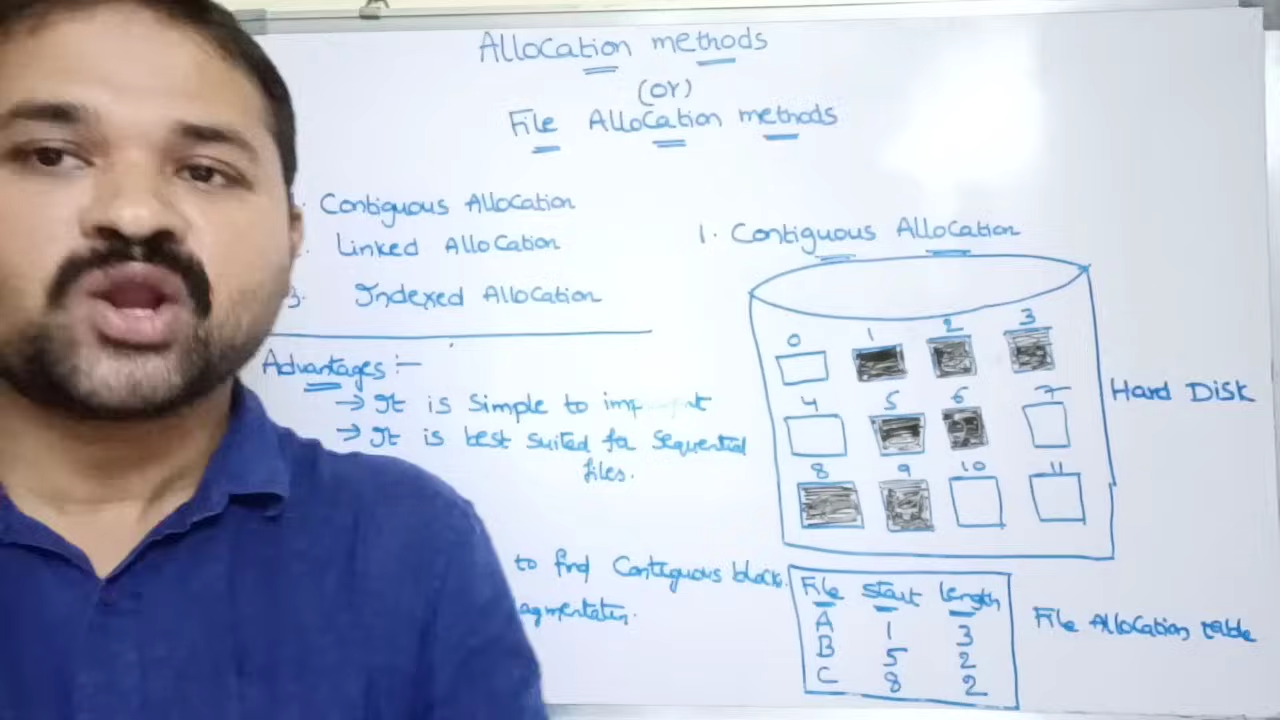 Allocation methods
(or)
File Allocation methods
Contiguous Allocation
Linked Allocation
3. Indexed Allocation
Advantages :-
→ It is simple to
→ It is best suited for sequential
files.
to find Contiguous blocks.
1. Contiguous Allocation
0 1 2 3
4 5 6 7
8 9 10 11
Hard Disk
File start length
A 1 3
B 5 2
C 8 2
File Allocation table